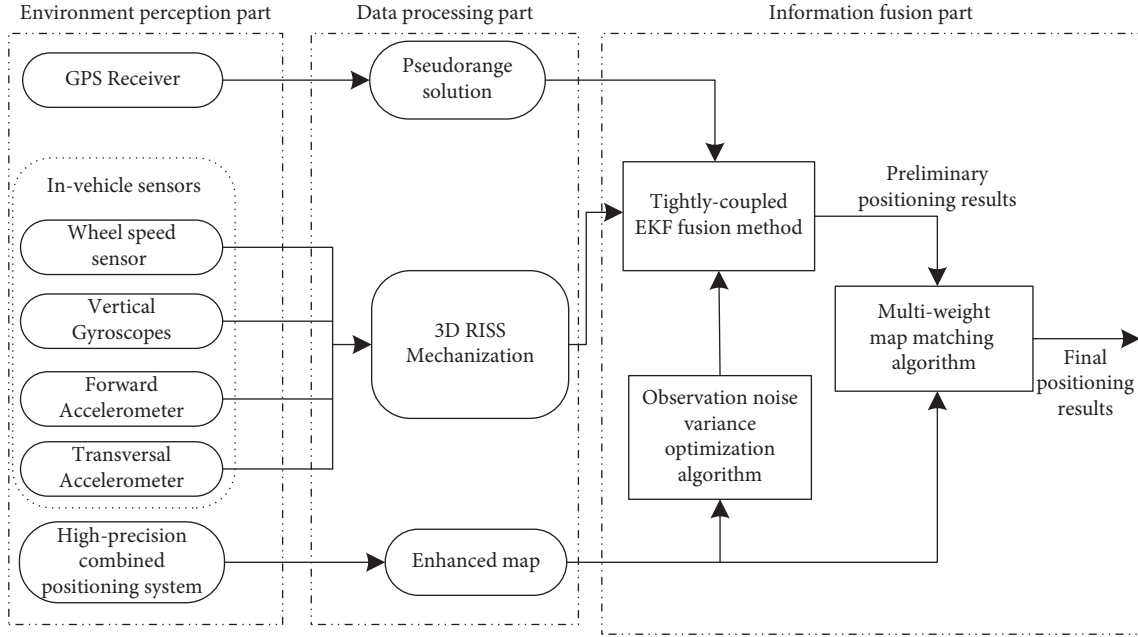 Environment perception part
Data processing part
Information fusion part
GPS Receiver
Pseudorange
solution
In-vehicle sensors
Wheel speed
sensor
Vertical
Gyroscopes
Forward
Accelerometer
Transversal
Accelerometer
High-precision
combined
positioning system
3D RISS
Mechanization
Enhanced map
Tightly-coupled
EKF fusion method
Preliminary
positioning results
Observation noise
variance
optimization
algorithm
Multi-weight
map matching
algorithm
Final
positioning
results